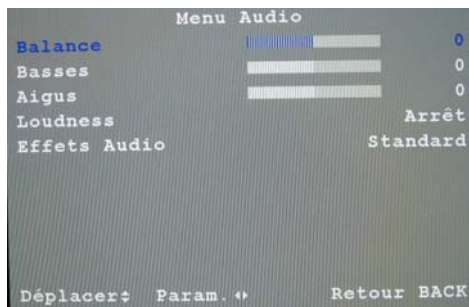 Menu Audio
Balance 0
Basses 0
Aigus 0
Loudness Arrêt
Effets Audio Standard
Déplacer Param. Retour BACK